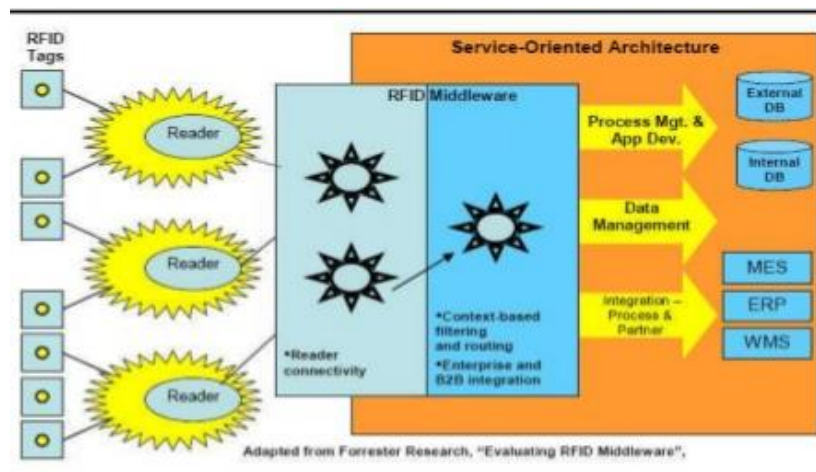 RFID
Tags
Service-Oriented Architecture
RFID Middleware
Reader
Reader
Reader
•Reader
connectivity
•Context-based
filtering
and routing
•Enterprise and
B2B integration
Process Mgt. &
App Dev.
Data
Management
Integration –
Process &
Partner
External
DB
Internal
DB
MES
ERP
WMS
Adapted from Forrester Research, "Evaluating RFID Middleware",